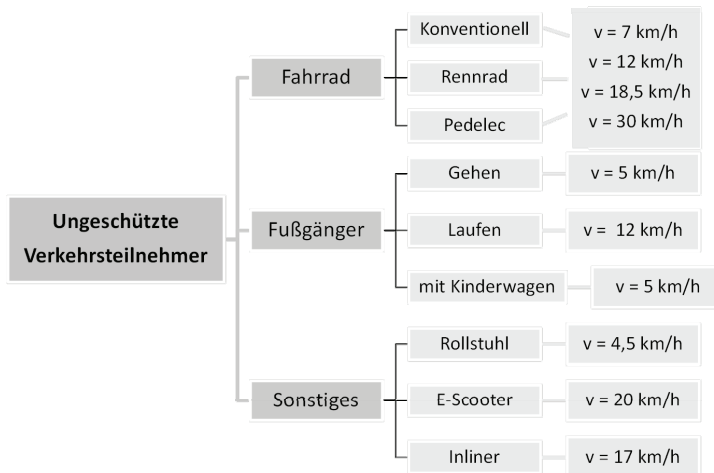 Ungeschützte
Verkehrsteilnehmer
Fahrrad
Konventionell
Rennrad
Pedelec
v = 7 km/h
v = 12 km/h
v = 18,5 km/h
v = 30 km/h
Fußgänger
Gehen
v = 5 km/h
Laufen
v = 12 km/h
mit Kinderwagen
v = 5 km/h
Sonstiges
Rollstuhl
v = 4,5 km/h
E-Scooter
v = 20 km/h
Inliner
v = 17 km/h